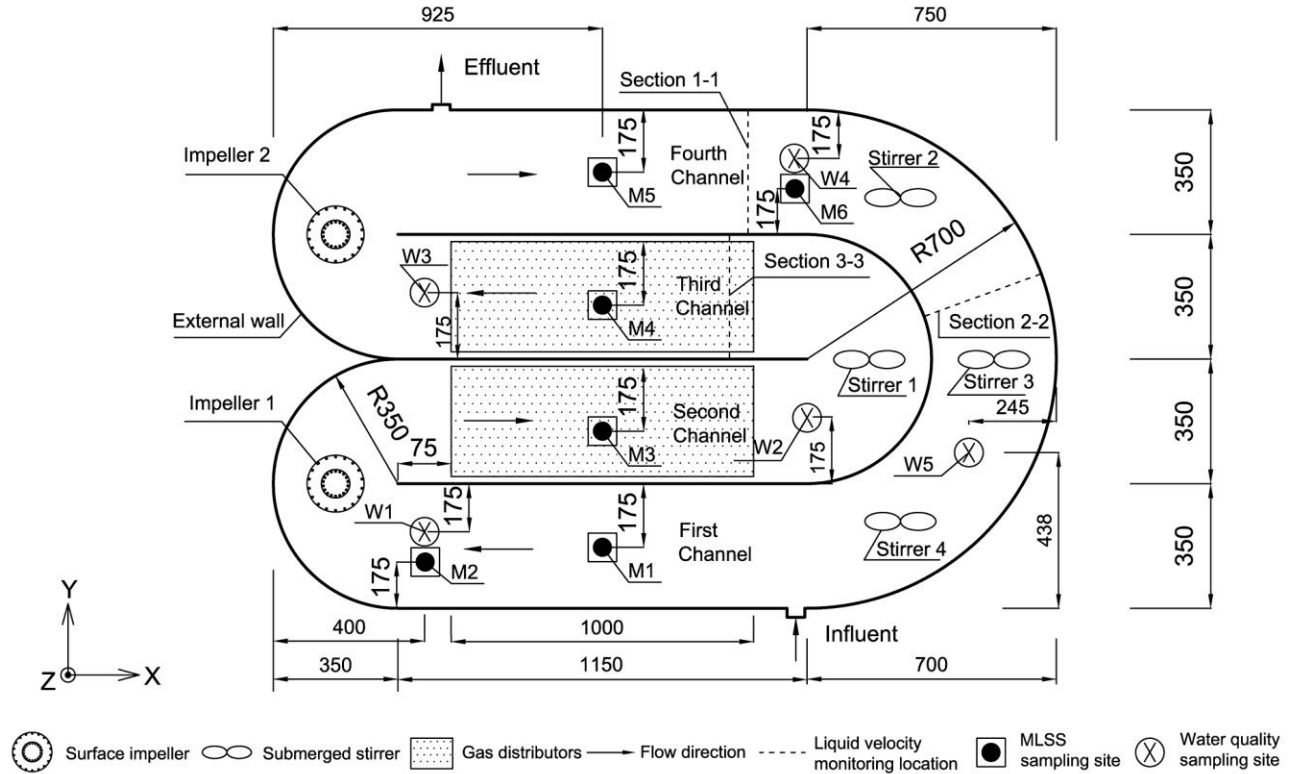 925
750
Effluent
Section 1-1
175
175
Impeller 2
Fourth
Channel
Stirrer 2
W4
M5
M6
350
175
R700
W3
Section 3-3
175
Third
Channel
350
External wall
M4
175
Section 2-2
Stirrer 1
Stirrer 3
Impeller 1
R350
175
Second
Channel
245
350
75
M3
W2
175
W5
W1
175
175
First
Channel
Stirrer 4
438
350
M2
M1
175
Y
400
1000
Influent
Z
X
350
1150
700
Surface impeller
Submerged stirrer
Gas distributors
Flow direction
Liquid velocity
monitoring location
MLSS
sampling site
Water quality
sampling site